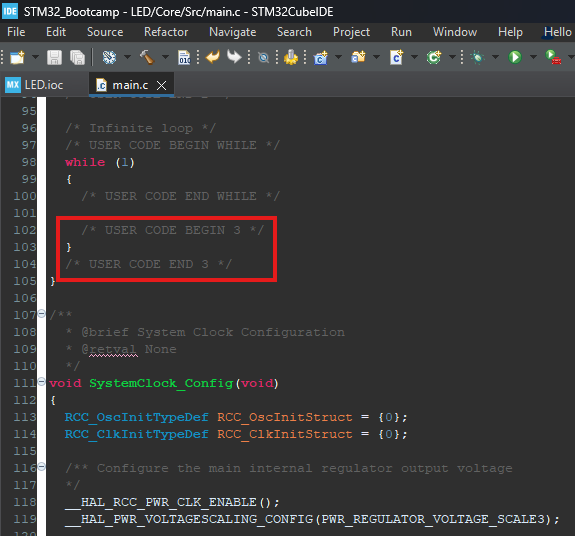 IDE STM32_Bootcamp - LED/Core/Src/main.c - STM32CubeIDE
File Edit Source Refactor Navigate Search Project Run Window Help Hello
MX LED.ioc .c main.c
95
96 /* Infinite loop */
97 /* USER CODE BEGIN WHILE */
98 while (1)
99 {
100 /* USER CODE END WHILE */
101
102 /* USER CODE BEGIN 3 */
103 }
104 /* USER CODE END 3 */
105 }
106
107 /**
108 * @brief System Clock Configuration
109 * @retval None
110 */
111 void SystemClock_Config(void)
112 {
113 RCC_OscInitTypeDef RCC_OscInitStruct = {0};
114 RCC_ClkInitTypeDef RCC_ClkInitStruct = {0};
115
116 /** Configure the main internal regulator output voltage
117 */
118 __HAL_RCC_PWR_CLK_ENABLE();
119 __HAL_PWR_VOLTAGESCALING_CONFIG(PWR_REGULATOR_VOLTAGE_SCALE3);